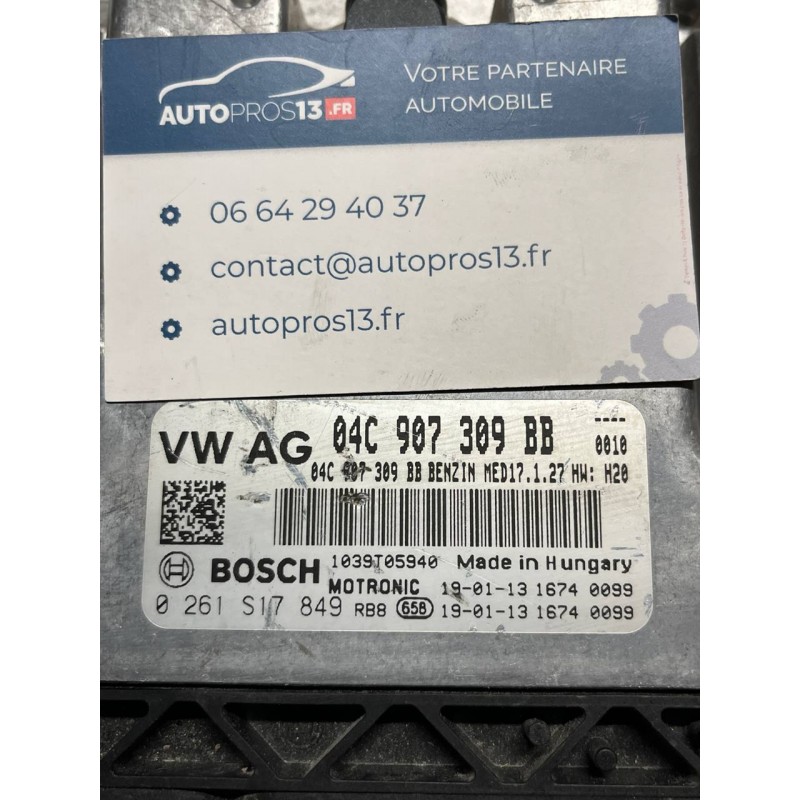 AUTOPROS13.FR
VOTRE PARTENAIRE
AUTOMOBILE
06 64 29 40 37
contact@autopros13.fr
autopros13.fr
VW AG 04C 907 309 BB ----
0010
04C 907 309 BB BENZIN MED17.1.27 HW: H20
BOSCH 1039T05940 Made in Hungary
MOTRONIC 19-01-13 1674 0099
0 261 S17 849 RB8 658 19-01-13 1674 0099